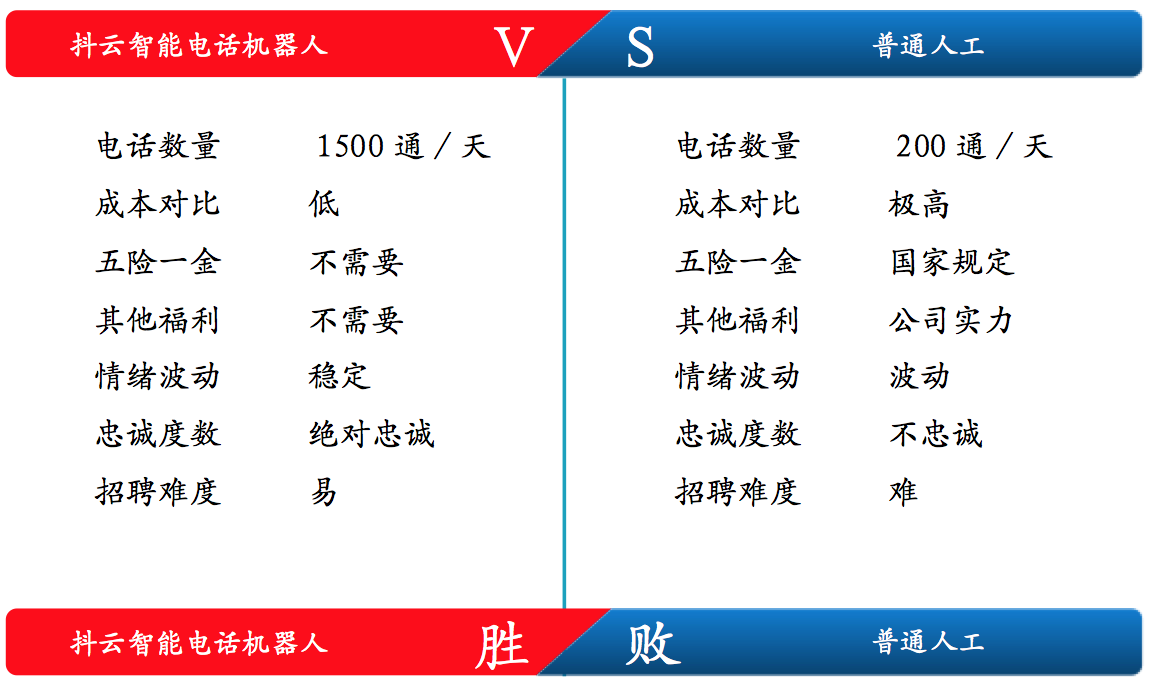 抖云智能电话机器人 V S 普通人工
电话数量 1500 通／天 电话数量 200 通／天
成本对比 低 成本对比 极高
五险一金 不需要 五险一金 国家规定
其他福利 不需要 其他福利 公司实力
情绪波动 稳定 情绪波动 波动
忠诚度数 绝对忠诚 忠诚度数 不忠诚
招聘难度 易 招聘难度 难
抖云智能电话机器人 胜 败 普通人工